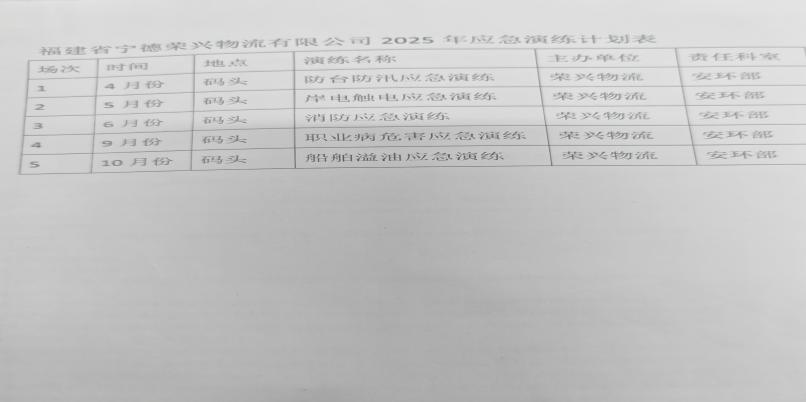 福建省宁德荣兴物流有限公司 2025 年应急演练计划表
场次 时间 地点 演练名称 主办单位 责任科室
1 4 月份 码头 防台防汛应急演练 荣兴物流 安环部
2 5 月份 码头 岸电触电应急演练 荣兴物流 安环部
3 6 月份 码头 消防应急演练 荣兴物流 安环部
4 9 月份 码头 职业病危害应急演练 荣兴物流 安环部
5 10 月份 码头 船舶溢油应急演练 荣兴物流 安环部